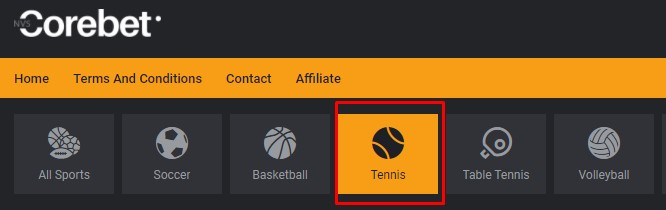 NVS
Corebet
Home Terms And Conditions Contact Affiliate
All Sports Soccer Basketball Tennis Table Tennis Volleyball